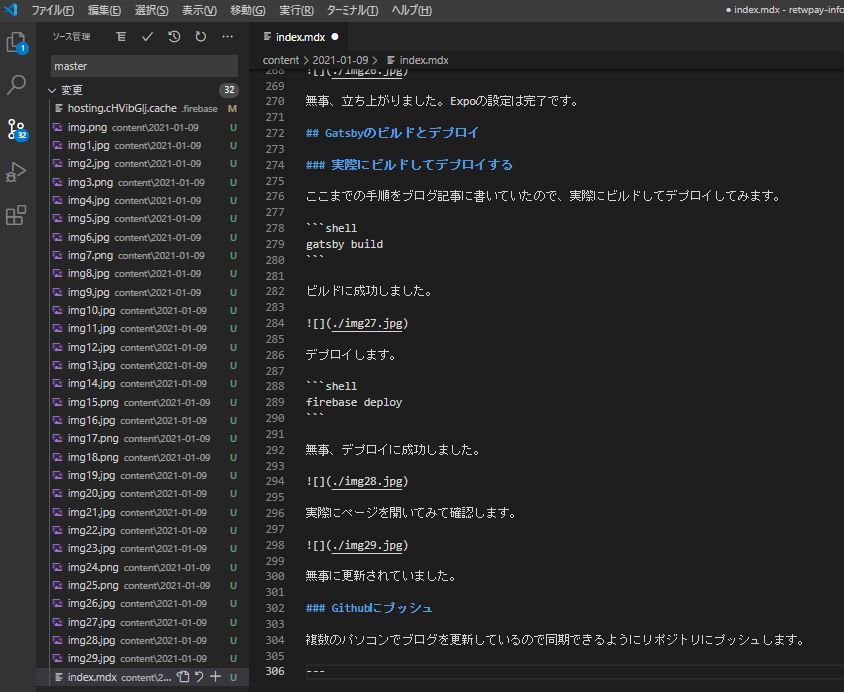 ファイル(F) 編集(E) 選択(S) 表示(V) 移動(G) 実行(R) ターミナル(T) ヘルプ(H) ● index.mdx - retwpay-info
ソース管理
master
変更 32
hosting.cHVibGlj.cache .firebase M
img.png content\2021-01-09 U
img1.jpg content\2021-01-09 U
img2.jpg content\2021-01-09 U
img3.png content\2021-01-09 U
img4.jpg content\2021-01-09 U
img5.jpg content\2021-01-09 U
img6.jpg content\2021-01-09 U
img7.png content\2021-01-09 U
img8.jpg content\2021-01-09 U
img9.jpg content\2021-01-09 U
img10.jpg content\2021-01-09 U
img11.jpg content\2021-01-09 U
img12.jpg content\2021-01-09 U
img13.jpg content\2021-01-09 U
img14.jpg content\2021-01-09 U
img15.png content\2021-01-09 U
img16.jpg content\2021-01-09 U
img17.png content\2021-01-09 U
img18.png content\2021-01-09 U
img19.jpg content\2021-01-09 U
img20.jpg content\2021-01-09 U
img21.jpg content\2021-01-09 U
img22.jpg content\2021-01-09 U
img23.jpg content\2021-01-09 U
img24.png content\2021-01-09 U
img25.png content\2021-01-09 U
img26.jpg content\2021-01-09 U
img27.jpg content\2021-01-09 U
img28.jpg content\2021-01-09 U
img29.jpg content\2021-01-09 U
index.mdx content\2... U
1
32
index.mdx ●
content > 2021-01-09 > index.mdx
268 ![](./img26.jpg)
269
270 無事、立ち上がりました。Expoの設定は完了です。
271
272 ## Gatsbyのビルドとデプロイ
273
274 ### 実際にビルドしてデプロイする
275
276 ここまでの手順をブログ記事に書いていたので、実際にビルドしてデプロイしてみます。
277
278 ```shell
279 gatsby build
280 ```
281
282 ビルドに成功しました。
283
284 ![](./img27.jpg)
285
286 デプロイします。
287
288 ```shell
289 firebase deploy
290 ```
291
292 無事、デプロイに成功しました。
293
294 ![](./img28.jpg)
295
296 実際にページを開いてみて確認します。
297
298 ![](./img29.jpg)
299
300 無事に更新されていました。
301
302 ### Githubにプッシュ
303
304 複数のパソコンでブログを更新しているので同期できるようにリポジトリにプッシュします。
305
306 ---